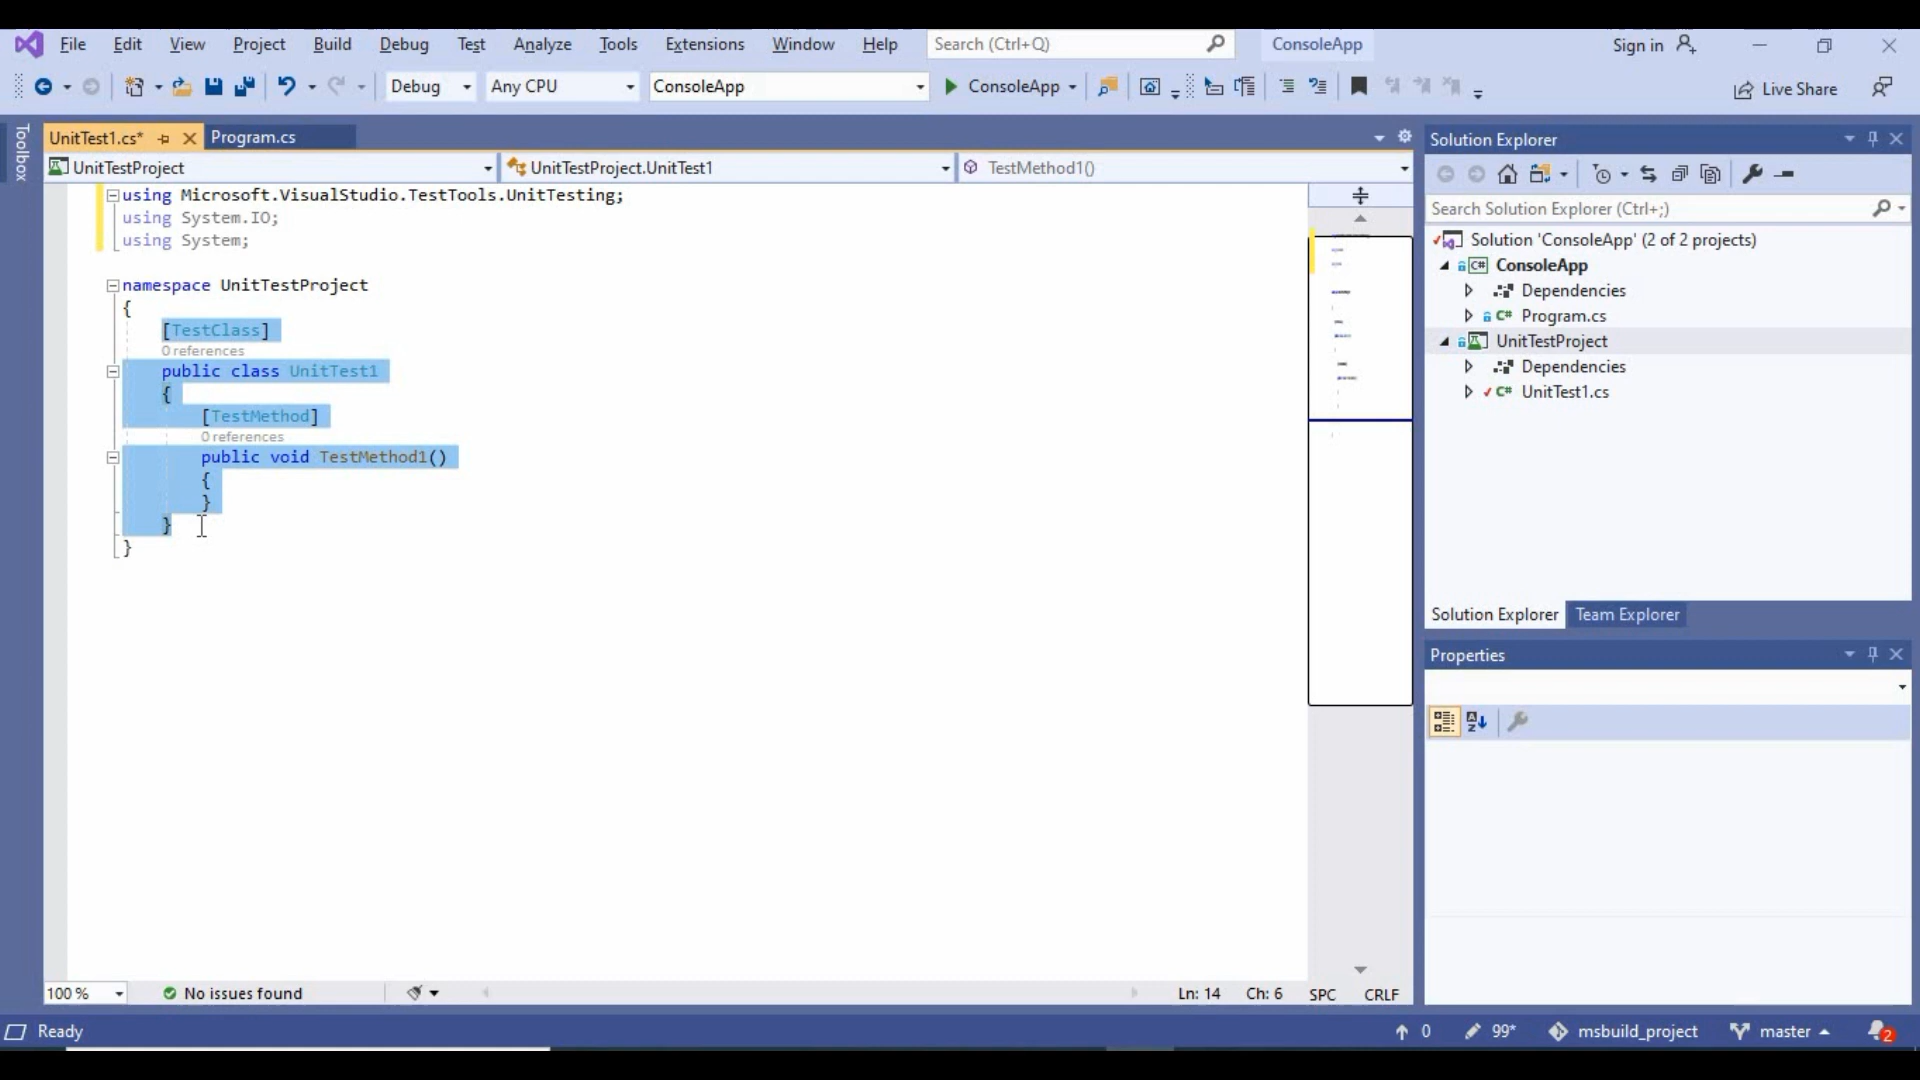 File Edit View Project Build Debug Test Analyze Tools Extensions Window Help Search (Ctrl+Q) ConsoleApp Sign in
Debug Any CPU ConsoleApp ConsoleApp Live Share
Toolbox
UnitTest1.cs* Program.cs
UnitTestProject UnitTestProject.UnitTest1 TestMethod1()
using Microsoft.VisualStudio.TestTools.UnitTesting;
using System.IO;
using System;
namespace UnitTestProject
{
[TestClass]
0 references
public class UnitTest1
{
[TestMethod]
0 references
public void TestMethod1()
{
}
}
}
100 % No issues found Ln: 14 Ch: 6 SPC CRLF
Solution Explorer
Search Solution Explorer (Ctrl+;)
Solution 'ConsoleApp' (2 of 2 projects)
C# ConsoleApp
Dependencies
C# Program.cs
UnitTestProject
Dependencies
C# UnitTest1.cs
Solution Explorer Team Explorer
Properties
Ready 0 99* msbuild_project master 2